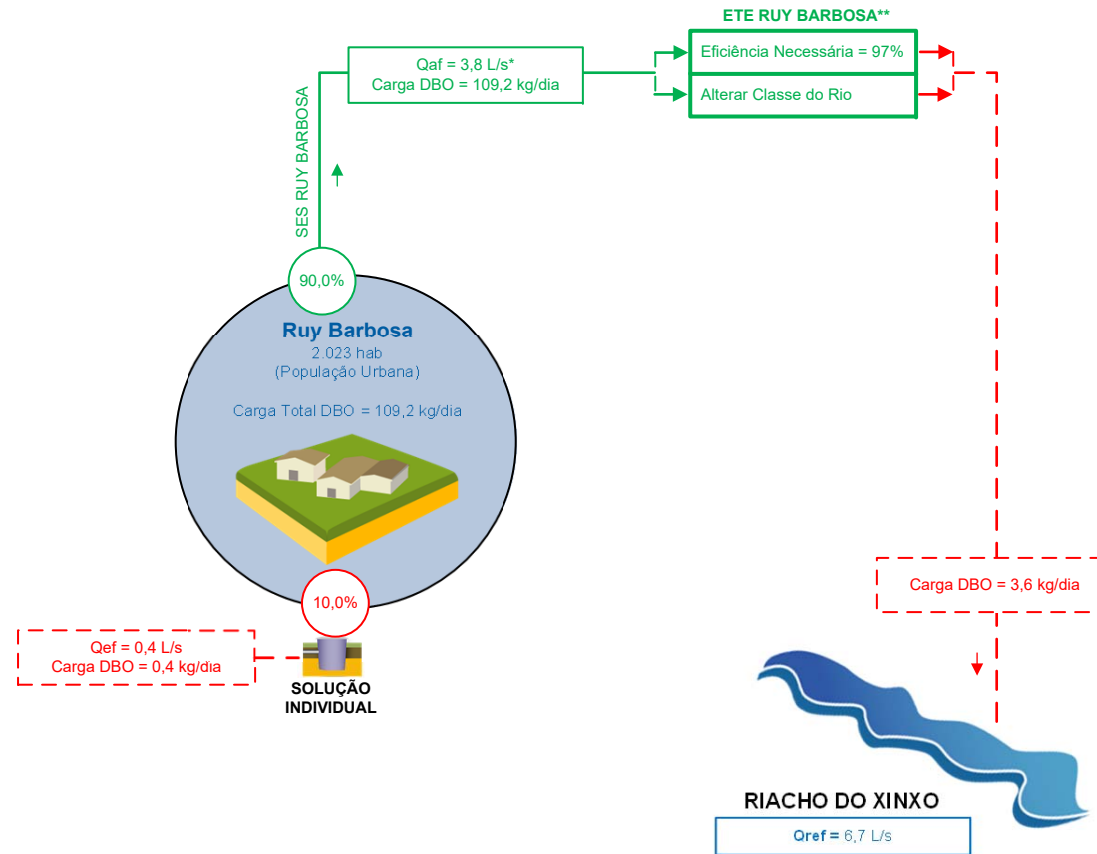 ETE RUY BARBOSA**
Qaf = 3,8 L/s*
Carga DBO = 109,2 kg/dia
Eficiência Necessária = 97%
Alterar Classe do Rio
SES RUY BARBOSA
90,0%
Ruy Barbosa
2.023 hab
(População Urbana)
Carga Total DBO = 109,2 kg/dia
10,0%
Qef = 0,4 L/s
Carga DBO = 0,4 kg/dia
SOLUÇÃO
INDIVIDUAL
Carga DBO = 3,6 kg/dia
RIACHO DO XINXO
Qref = 6,7 L/s